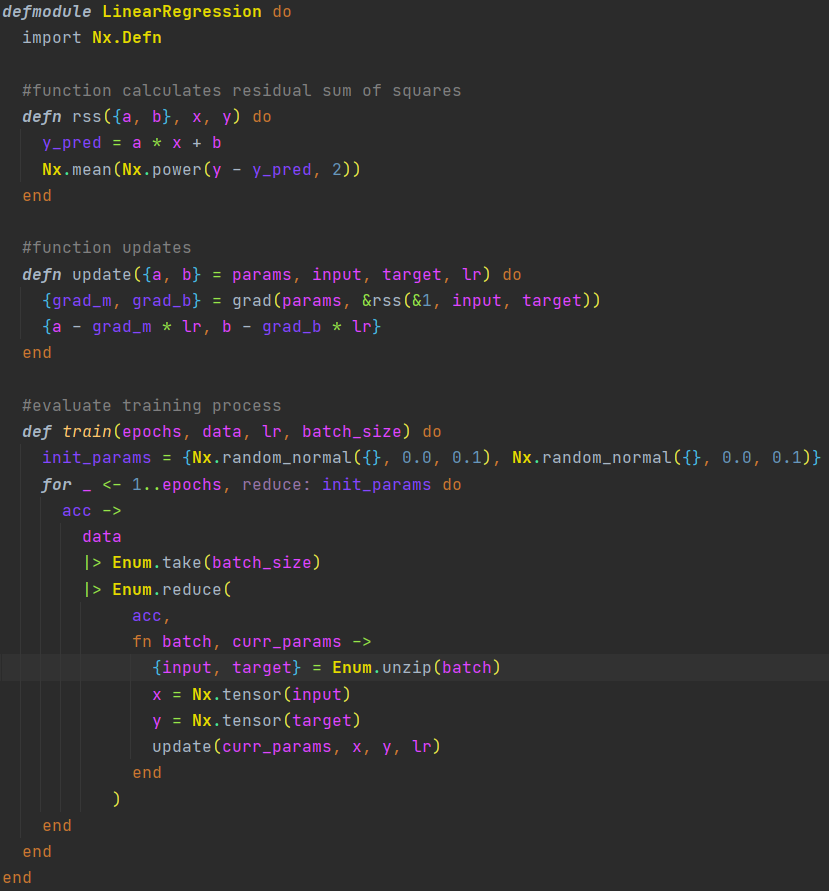 defmodule LinearRegression do
  import Nx.Defn

  #function calculates residual sum of squares
  defn rss({a, b}, x, y) do
    y_pred = a * x + b
    Nx.mean(Nx.power(y - y_pred, 2))
  end

  #function updates
  defn update({a, b} = params, input, target, lr) do
    {grad_m, grad_b} = grad(params, &rss(&1, input, target))
    {a - grad_m * lr, b - grad_b * lr}
  end

  #evaluate training process
  def train(epochs, data, lr, batch_size) do
    init_params = {Nx.random_normal({}, 0.0, 0.1), Nx.random_normal({}, 0.0, 0.1)}
    for _ <- 1..epochs, reduce: init_params do
      acc ->
        data
        |> Enum.take(batch_size)
        |> Enum.reduce(
             acc,
             fn batch, curr_params ->
               {input, target} = Enum.unzip(batch)
               x = Nx.tensor(input)
               y = Nx.tensor(target)
               update(curr_params, x, y, lr)
             end
           )
    end
  end
end